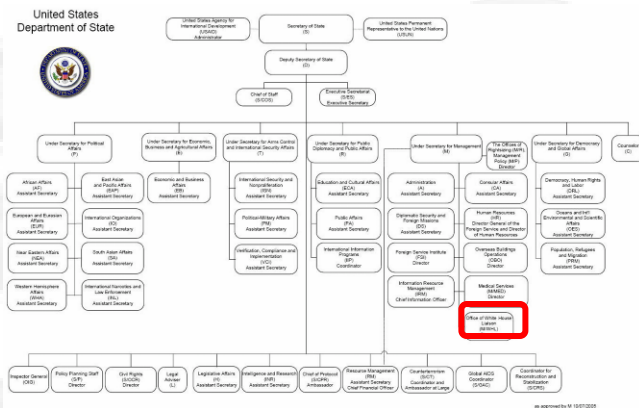 United States
Department of State
United States Agency for
International Development
(USAID)
Administrator
Secretary of State
(S)
United States Permanent
Representative to the United Nations
(USUN)
Deputy Secretary of State
(D)
Chief of Staff
(S/COS)
Executive Secretariat
(S/ES)
Executive Secretary
Under Secretary for Political
Affairs
(P)
Under Secretary for Economic,
Business and Agricultural Affairs
(E)
Under Secretary for Arms Control
and International Security Affairs
(T)
Under Secretary for Public
Diplomacy and Public Affairs
(R)
Under Secretary for Management
(M)
The Offices of
Rightsizing (M/R),
Management
Policy (M/P)
Director
Under Secretary for Democracy
and Global Affairs
(G)
Counselor
(C)
African Affairs
(AF)
Assistant Secretary
East Asian
and Pacific Affairs
(EAP)
Assistant Secretary
Economic and Business
Affairs
(EB)
Assistant Secretary
International Security and
Nonproliferation
(ISN)
Assistant Secretary
Education and Cultural Affairs
(ECA)
Assistant Secretary
Administration
(A)
Assistant Secretary
Consular Affairs
(CA)
Assistant Secretary
Democracy, Human Rights
and Labor
(DRL)
Assistant Secretary
European and Eurasian
Affairs
(EUR)
Assistant Secretary
International Organizations
(IO)
Assistant Secretary
Political-Military Affairs
(PM)
Assistant Secretary
Public Affairs
(PA)
Assistant Secretary
Diplomatic Security and
Foreign Missions
(DS)
Assistant Secretary
Human Resources
(HR)
Director General of the
Foreign Service and Director
of Human Resources
Oceans and Int'l
Environmental and Scientific
Affairs
(OES)
Assistant Secretary
Near Eastern Affairs
(NEA)
Assistant Secretary
South Asian Affairs
(SA)
Assistant Secretary
Verification, Compliance and
Implementation
(VCI)
Assistant Secretary
International Information
Programs
(IIP)
Coordinator
Foreign Service Institute
(FSI)
Director
Overseas Buildings
Operations
(OBO)
Director
Population, Refugees
and Migration
(PRM)
Assistant Secretary
Western Hemisphere
Affairs
(WHA)
Assistant Secretary
International Narcotics and
Law Enforcement
(INL)
Assistant Secretary
Information Resource
Management
(IRM)
Chief Information Officer
Medical Services
(M/MED)
Director
Office of White House
Liaison
(M/WHL)
Inspector General
(OIG)
Policy Planning Staff
(S/P)
Director
Civil Rights
(S/OCR)
Director
Legal
Adviser
(L)
Legislative Affairs
(H)
Assistant Secretary
Intelligence and Research
(INR)
Assistant Secretary
Chief of Protocol
(S/CPR)
Ambassador
Resource Management
(RM)
Assistant Secretary
Chief Financial Officer
Counterterrorism
(S/CT)
Coordinator and
Ambassador at Large
Global AIDS
Coordinator
(S/GAC)
Coordinator for
Reconstruction and
Stabilization
(S/CRS)
as approved by M 10/07/2005